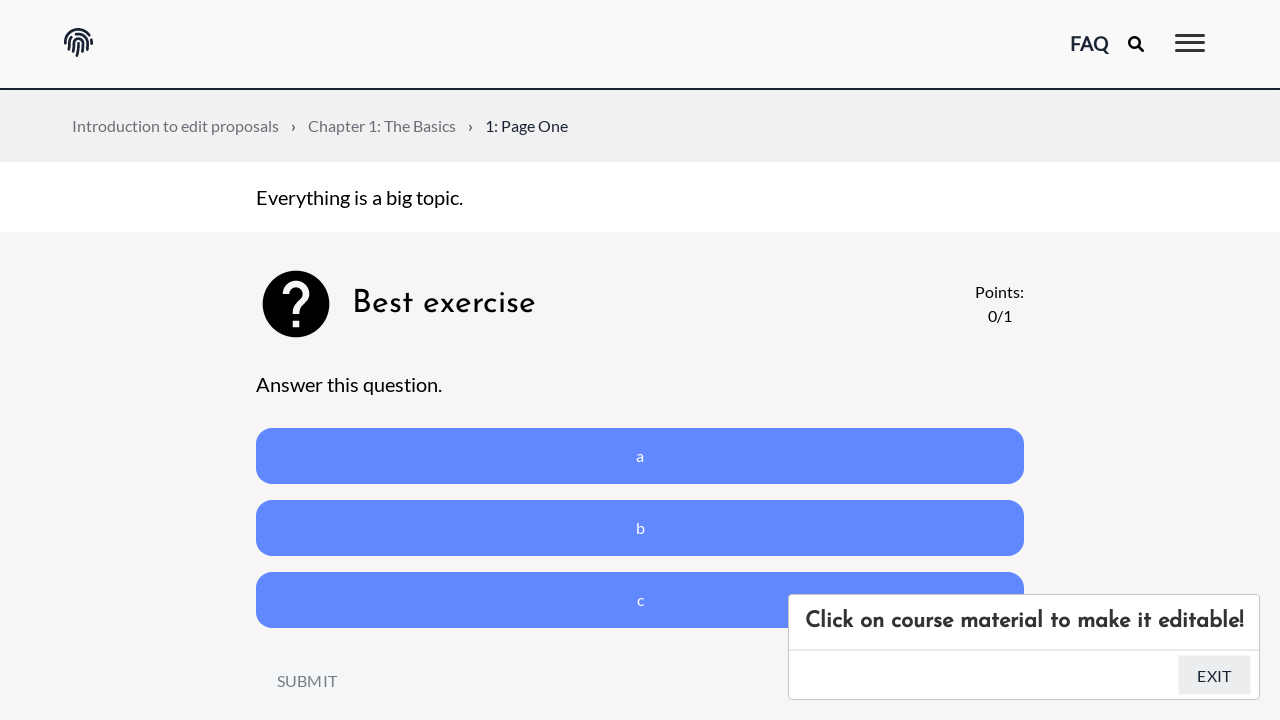 FAQ
Introduction to edit proposals › Chapter 1: The Basics › 1: Page One
Everything is a big topic.
Best exercise
Points:
0/1
Answer this question.
a
b
c
Click on course material to make it editable!
SUBMIT
EXIT